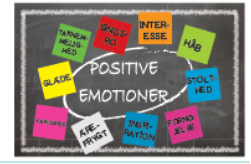 TAKNEM-
MELIG-
HED
SINDS-
RO
INTER-
ESSE
HÅB
GLÆDE
POSITIVE
EMOTIONER
STOLT-
HED
ÆRE-
FRYGT
INSPI-
RATION
FORNØ-
JELSE